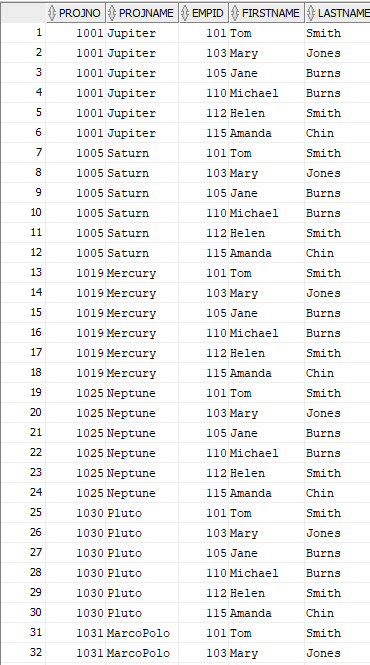 PROJNO PROJNAME EMPID FIRSTNAME LASTNAME
1 1001 Jupiter 101 Tom Smith
2 1001 Jupiter 103 Mary Jones
3 1001 Jupiter 105 Jane Burns
4 1001 Jupiter 110 Michael Burns
5 1001 Jupiter 112 Helen Smith
6 1001 Jupiter 115 Amanda Chin
7 1005 Saturn 101 Tom Smith
8 1005 Saturn 103 Mary Jones
9 1005 Saturn 105 Jane Burns
10 1005 Saturn 110 Michael Burns
11 1005 Saturn 112 Helen Smith
12 1005 Saturn 115 Amanda Chin
13 1019 Mercury 101 Tom Smith
14 1019 Mercury 103 Mary Jones
15 1019 Mercury 105 Jane Burns
16 1019 Mercury 110 Michael Burns
17 1019 Mercury 112 Helen Smith
18 1019 Mercury 115 Amanda Chin
19 1025 Neptune 101 Tom Smith
20 1025 Neptune 103 Mary Jones
21 1025 Neptune 105 Jane Burns
22 1025 Neptune 110 Michael Burns
23 1025 Neptune 112 Helen Smith
24 1025 Neptune 115 Amanda Chin
25 1030 Pluto 101 Tom Smith
26 1030 Pluto 103 Mary Jones
27 1030 Pluto 105 Jane Burns
28 1030 Pluto 110 Michael Burns
29 1030 Pluto 112 Helen Smith
30 1030 Pluto 115 Amanda Chin
31 1031 MarcoPolo 101 Tom Smith
32 1031 MarcoPolo 103 Mary Jones